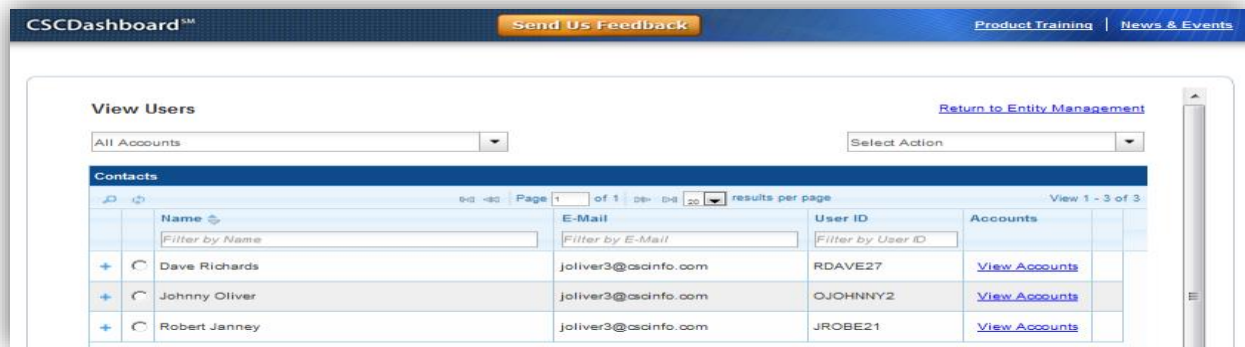 CSCDashboard℠ Send Us Feedback Product Training | News & Events
View Users Return to Entity Management
All Accounts Select Action
Contacts
Page 1 of 1 20 results per page View 1 - 3 of 3
Name E-Mail User ID Accounts
Filter by Name Filter by E-Mail Filter by User ID
Dave Richards joliver3@cscinfo.com RDAVE27 View Accounts
Johnny Oliver joliver3@cscinfo.com OJOHNNY2 View Accounts
Robert Janney joliver3@cscinfo.com JROBE21 View Accounts